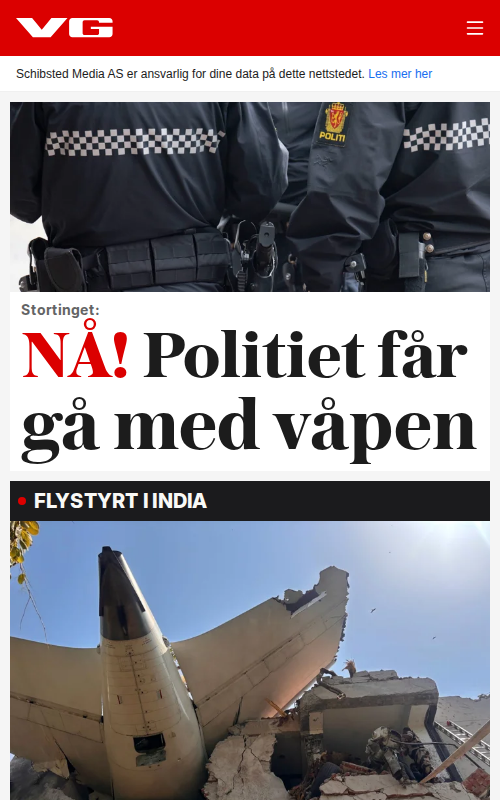 VG
Schibsted Media AS er ansvarlig for dine data på dette nettstedet. Les mer her
POLITI
Stortinget:
NÅ! Politiet får
gå med våpen
FLYSTYRT I INDIA